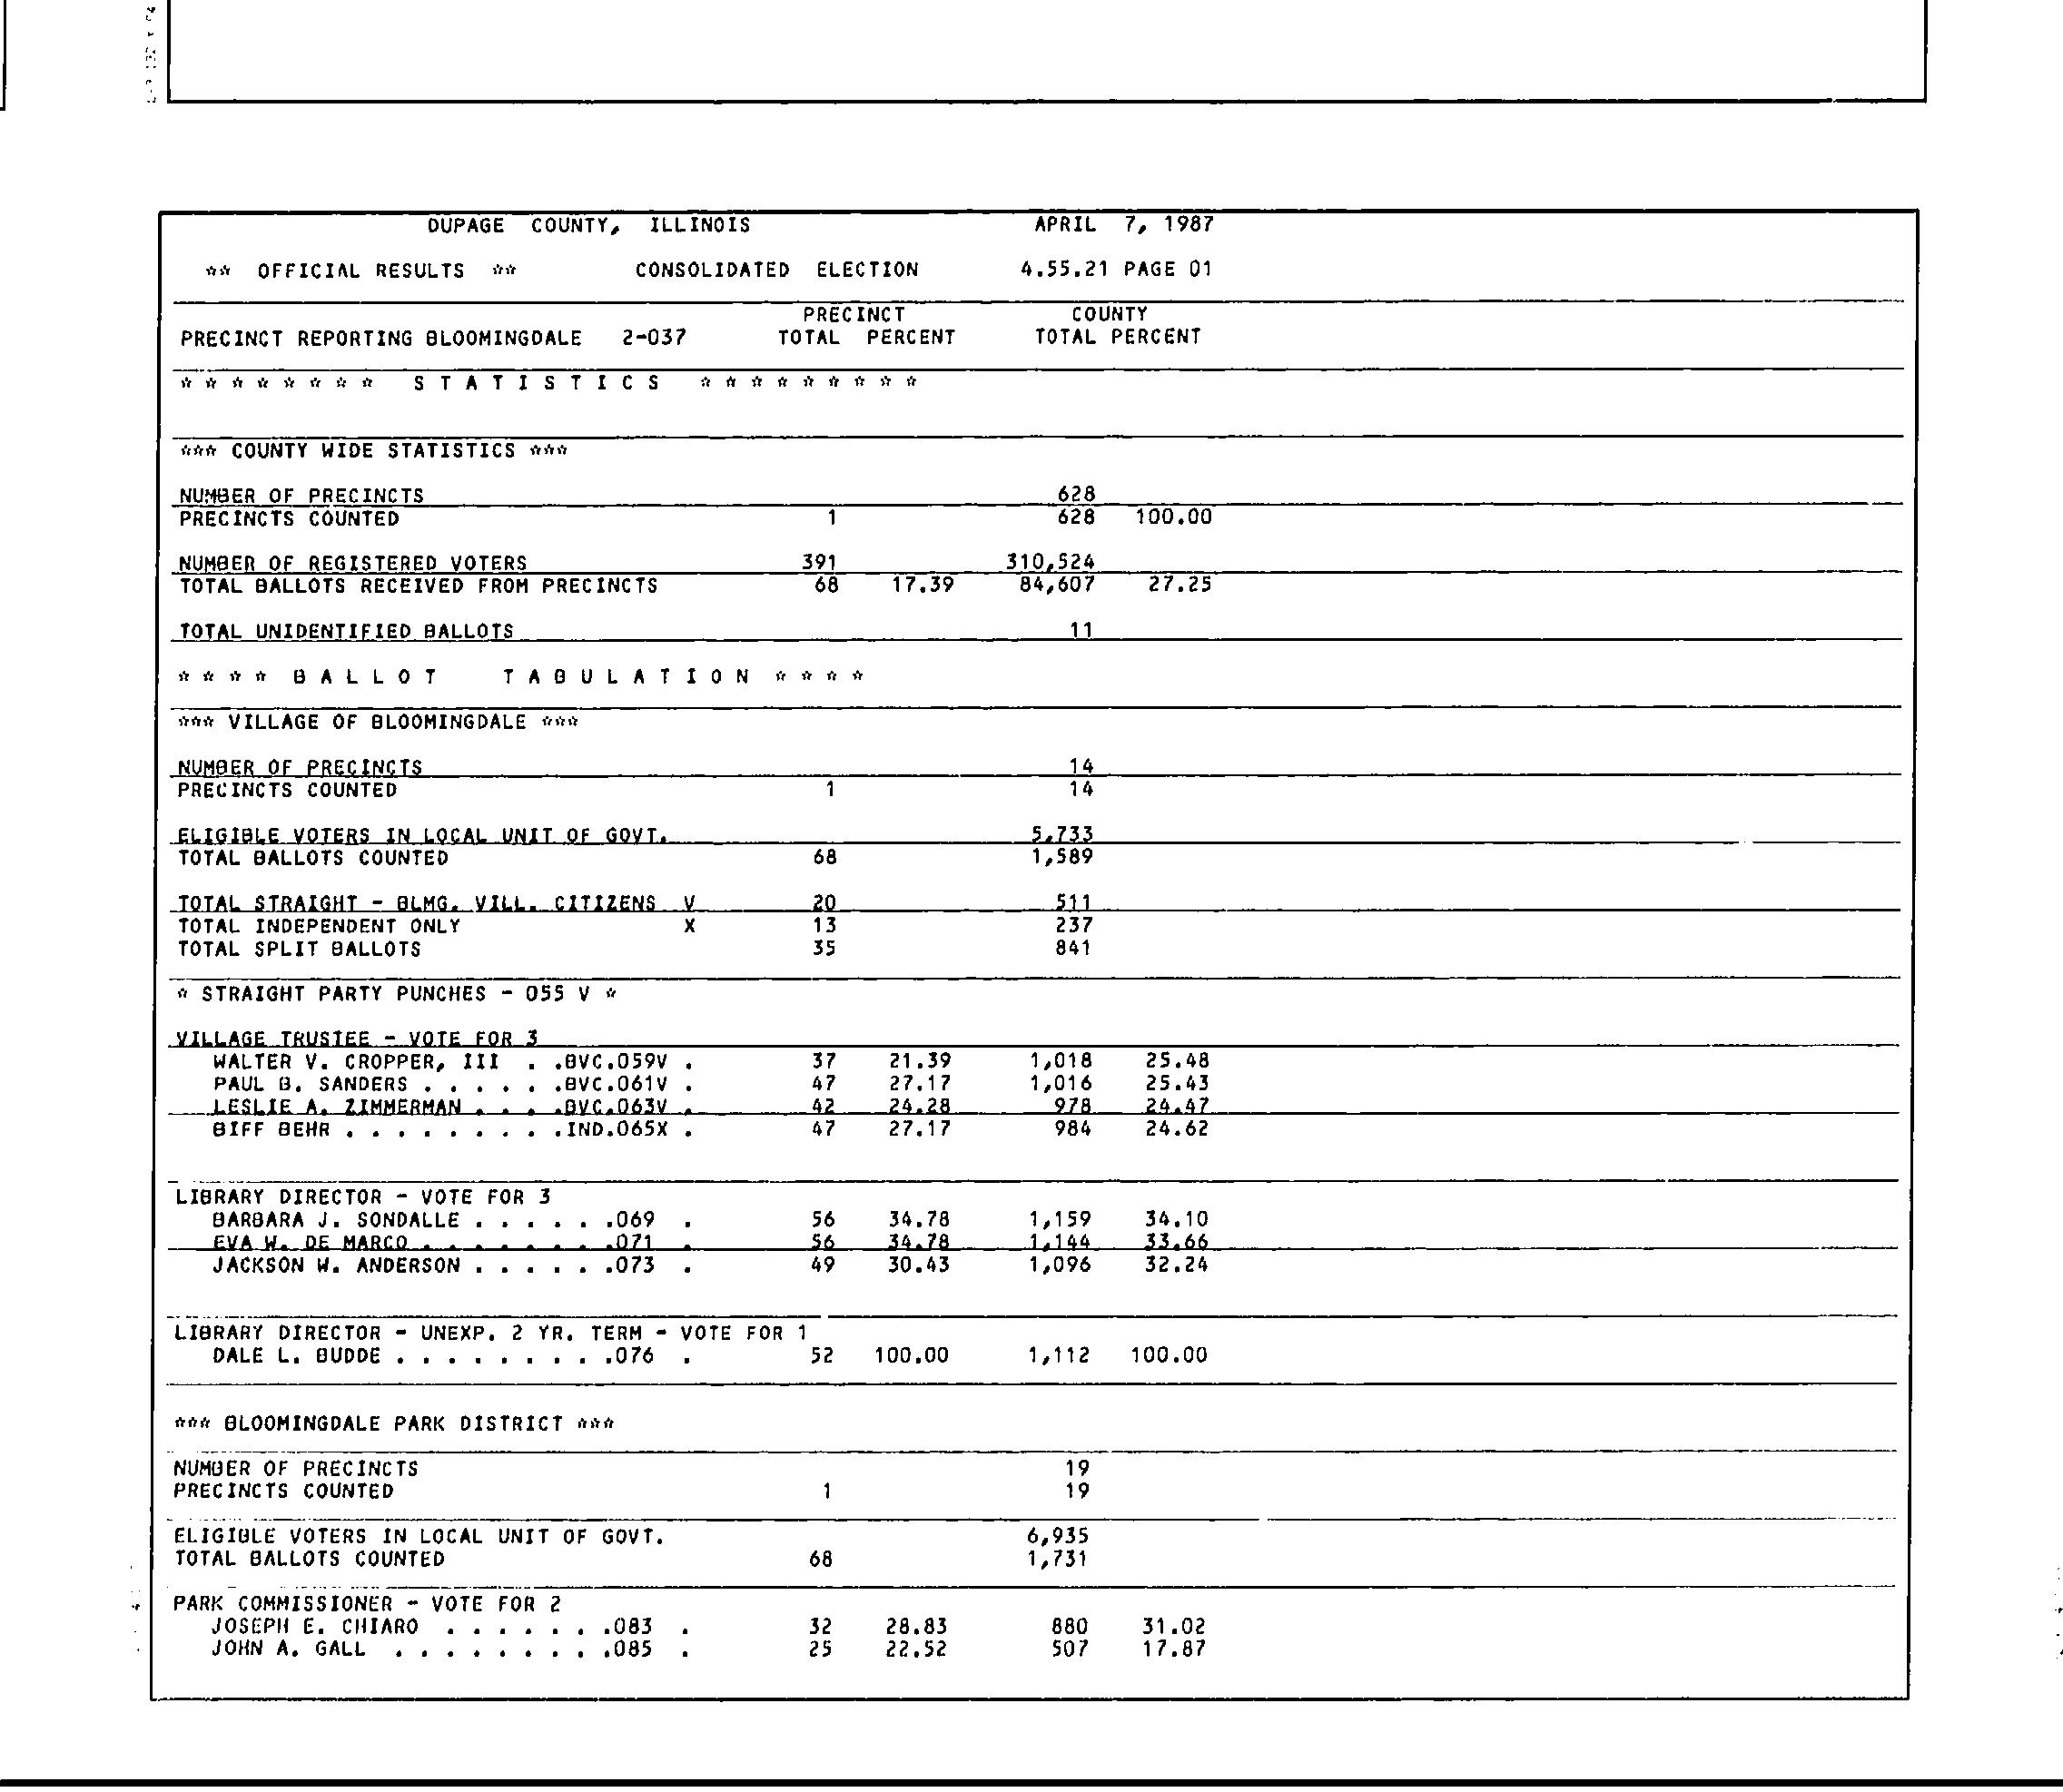 DUPAGE COUNTY, ILLINOIS APRIL 7, 1987
** OFFICIAL RESULTS ** CONSOLIDATED ELECTION 4.55.21 PAGE 01
PRECINCT COUNTY
PRECINCT REPORTING BLOOMINGDALE 2-037 TOTAL PERCENT TOTAL PERCENT
* * * * * * * * S T A T I S T I C S * * * * * * * * *
*** COUNTY WIDE STATISTICS ***
NUMBER OF PRECINCTS 628
PRECINCTS COUNTED 1 628 100.00
NUMBER OF REGISTERED VOTERS 391 310,524
TOTAL BALLOTS RECEIVED FROM PRECINCTS 68 17.39 84,607 27.25
TOTAL UNIDENTIFIED BALLOTS 11
* * * * B A L L O T T A B U L A T I O N * * * *
*** VILLAGE OF BLOOMINGDALE ***
NUMBER OF PRECINCTS 14
PRECINCTS COUNTED 1 14
ELIGIBLE VOTERS IN LOCAL UNIT OF GOVT. 5,733
TOTAL BALLOTS COUNTED 68 1,589
TOTAL STRAIGHT - BLMG. VILL. CITIZENS V 20 511
TOTAL INDEPENDENT ONLY X 13 237
TOTAL SPLIT BALLOTS 35 841
* STRAIGHT PARTY PUNCHES - 055 V *
VILLAGE TRUSTEE - VOTE FOR 3
WALTER V. CROPPER, III . .BVC.059V . 37 21.39 1,018 25.48
PAUL B. SANDERS . . . . . .BVC.061V . 47 27.17 1,016 25.43
LESLIE A. ZIMMERMAN . . . .BVC.063V . 42 24.28 978 24.47
BIFF BEHR . . . . . . . . .IND.065X . 47 27.17 984 24.62
LIBRARY DIRECTOR - VOTE FOR 3
BARBARA J. SONDALLE . . . . . .069 . 56 34.78 1,159 34.10
EVA W. DE MARCO . . . . . . . .071 . 56 34.78 1,144 33.66
JACKSON W. ANDERSON . . . . . .073 . 49 30.43 1,096 32.24
LIBRARY DIRECTOR - UNEXP. 2 YR. TERM - VOTE FOR 1
DALE L. BUDDE . . . . . . . . .076 . 52 100.00 1,112 100.00
*** BLOOMINGDALE PARK DISTRICT ***
NUMBER OF PRECINCTS 19
PRECINCTS COUNTED 1 19
ELIGIBLE VOTERS IN LOCAL UNIT OF GOVT. 6,935
TOTAL BALLOTS COUNTED 68 1,731
PARK COMMISSIONER - VOTE FOR 2
JOSEPH E. CHIARO . . . . . . .083 . 32 28.83 880 31.02
JOHN A. GALL . . . . . . . . .085 . 25 22.52 507 17.87